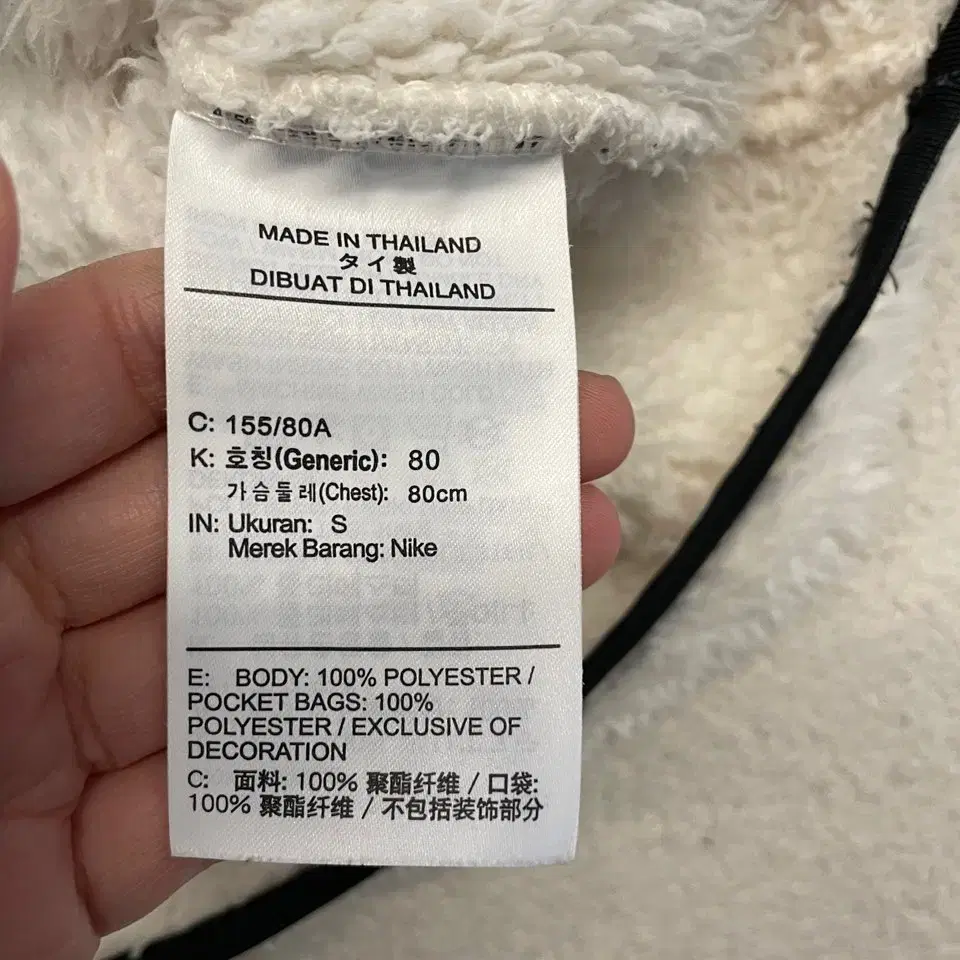 MADE IN THAILAND
タイ製
DIBUAT DI THAILAND
C: 155/80A
K: 호칭(Generic): 80
가슴둘레(Chest): 80cm
IN: Ukuran: S
Merek Barang: Nike
E: BODY: 100% POLYESTER /
POCKET BAGS: 100%
POLYESTER / EXCLUSIVE OF
DECORATION
C: 面料: 100% 聚酯纤维 / 口袋:
100% 聚酯纤维 / 不包括装饰部分